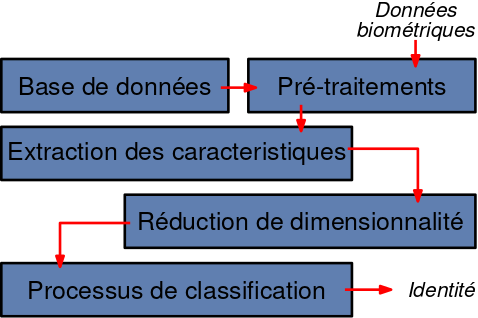 Données
biométriques
Base de données
Pré-traitements
Extraction des caracteristiques
Réduction de dimensionnalité
Processus de classification
Identité